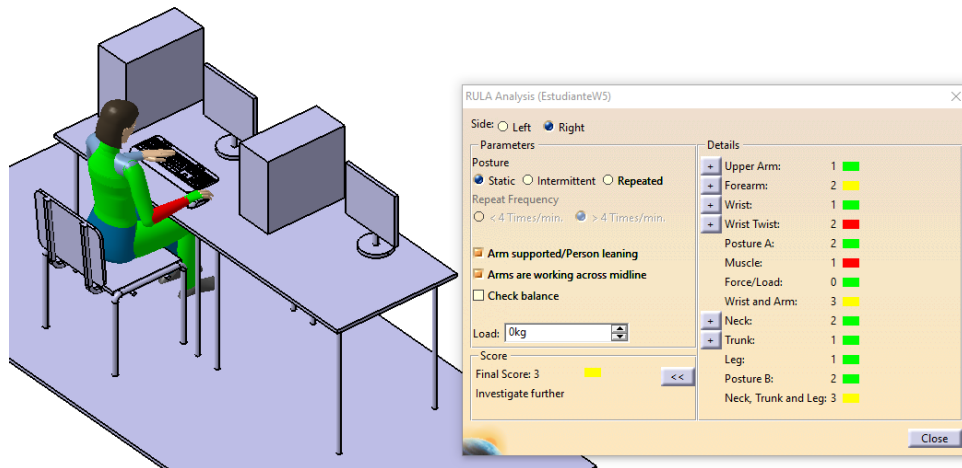 RULA Analysis (EstudianteW5)
Side: Left Right
Parameters
Posture
Static Intermittent Repeated
Repeat Frequency
< 4 Times/min. > 4 Times/min.
Arm supported/Person leaning
Arms are working across midline
Check balance
Load: 0kg
Score
Final Score: 3
<<
Investigate further
Details
+ Upper Arm: 1
+ Forearm: 2
+ Wrist: 1
+ Wrist Twist: 2
Posture A: 2
Muscle: 1
Force/Load: 0
Wrist and Arm: 3
+ Neck: 2
+ Trunk: 1
Leg: 1
Posture B: 2
Neck, Trunk and Leg: 3
Close